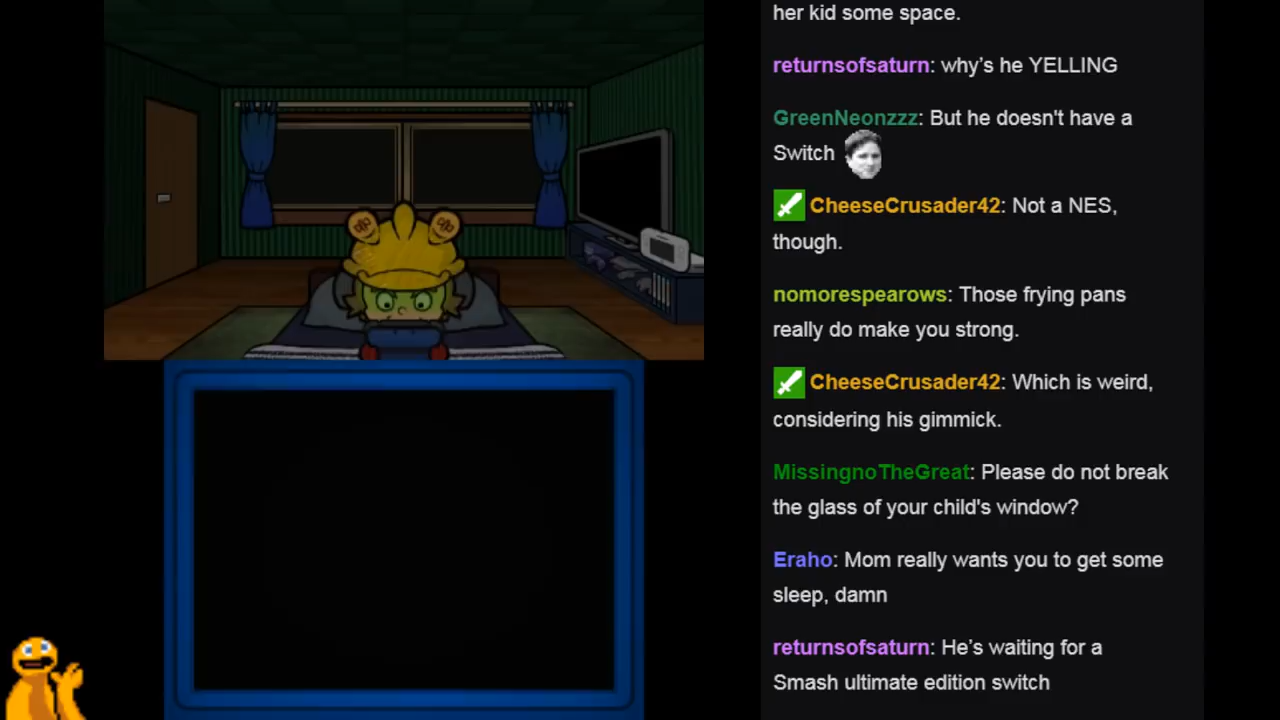 her kid some space.
returnsofsaturn: why's he YELLING
GreenNeonzzz: But he doesn't have a
Switch
CheeseCrusader42: Not a NES,
though.
nomorespearows: Those frying pans
really do make you strong.
CheeseCrusader42: Which is weird,
considering his gimmick.
MissingnoTheGreat: Please do not break
the glass of your child's window?
Eraho: Mom really wants you to get some
sleep, damn
returnsofsaturn: He’s waiting for a
Smash ultimate edition switch